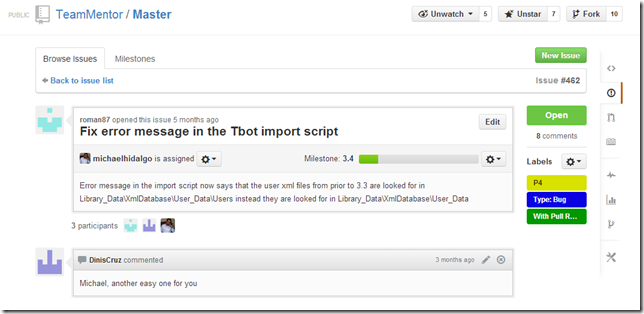 PUBLIC TeamMentor / Master
Unwatch 5 Unstar 7 Fork 10
Browse Issues Milestones
New Issue
Back to issue list Issue #462
roman87 opened this issue 5 months ago
Fix error message in the Tbot import script
Edit
Open
8 comments
michaelhidalgo is assigned Milestone: 3.4
Labels
P4
Type: Bug
With Pull R...
Error message in the import script now says that the user xml files from prior to 3.3 are looked for in
Library_Data\XmlDatabase\User_Data\Users instead they are looked for in Library_Data\XmlDatabase\User_Data
3 participants
DinisCruz commented 3 months ago
Michael, another easy one for you